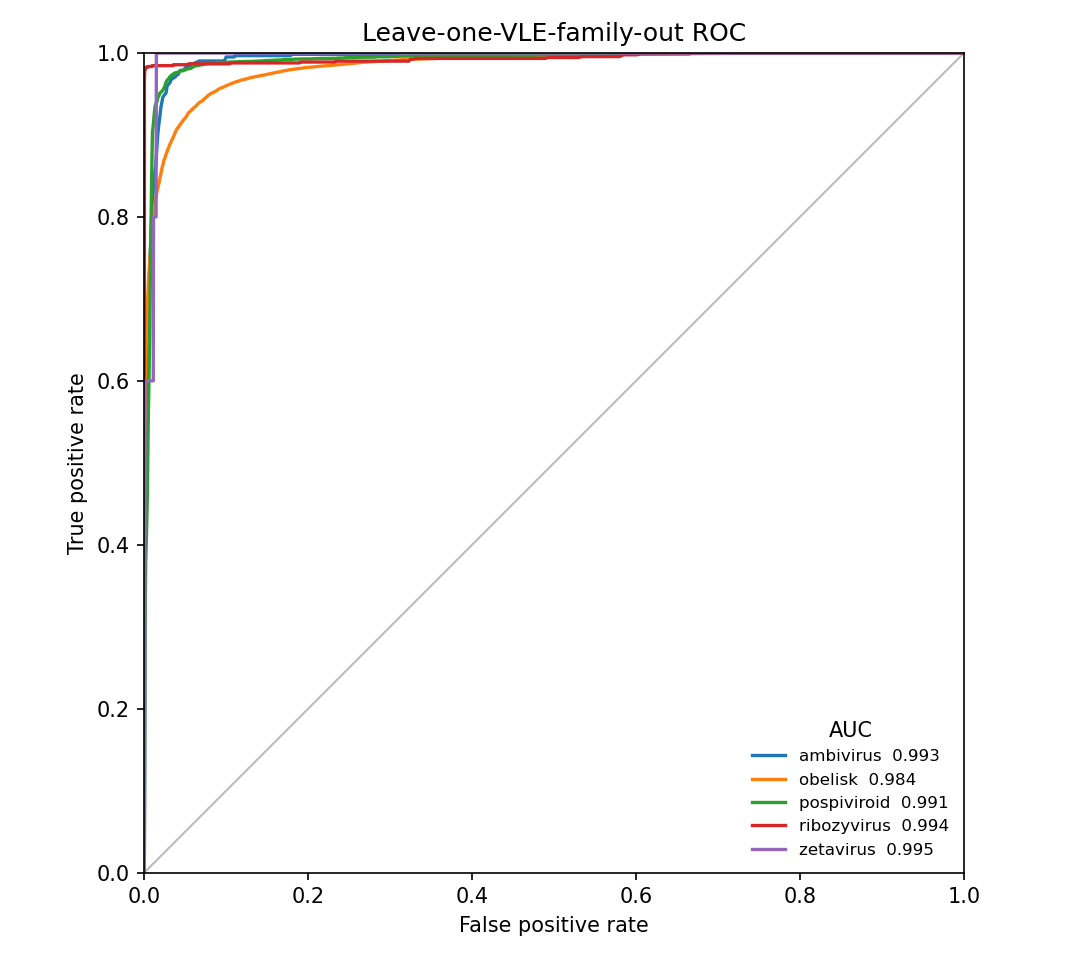 Leave-one-VLE-family-out ROC
True positive rate
1.0
0.8
0.6
0.4
0.2
0.0
0.0 0.2 0.4 0.6 0.8 1.0
False positive rate
AUC
ambivirus 0.993
obelisk 0.984
pospiviroid 0.991
ribozyvirus 0.994
zetavirus 0.995